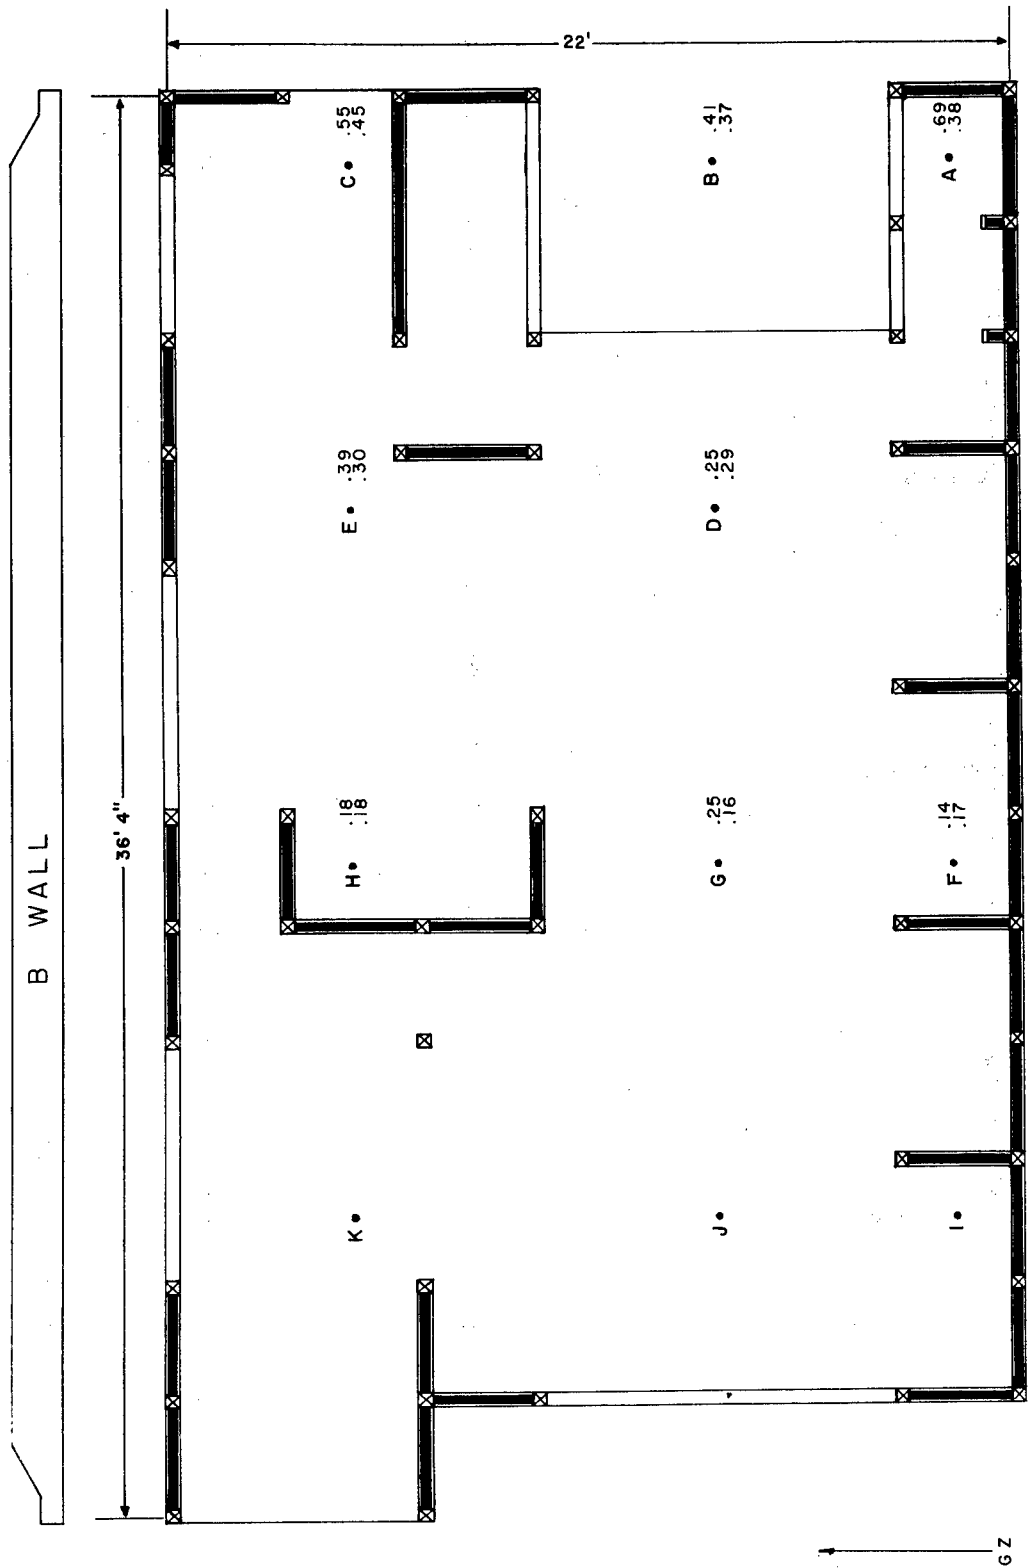 22'
B WALL
36' 4"
C .55
.45
B .41
.37
A .69
.38
E .39
.30
D .25
.29
H .18
.18
G .25
.16
F .14
.17
K
J
I
GZ